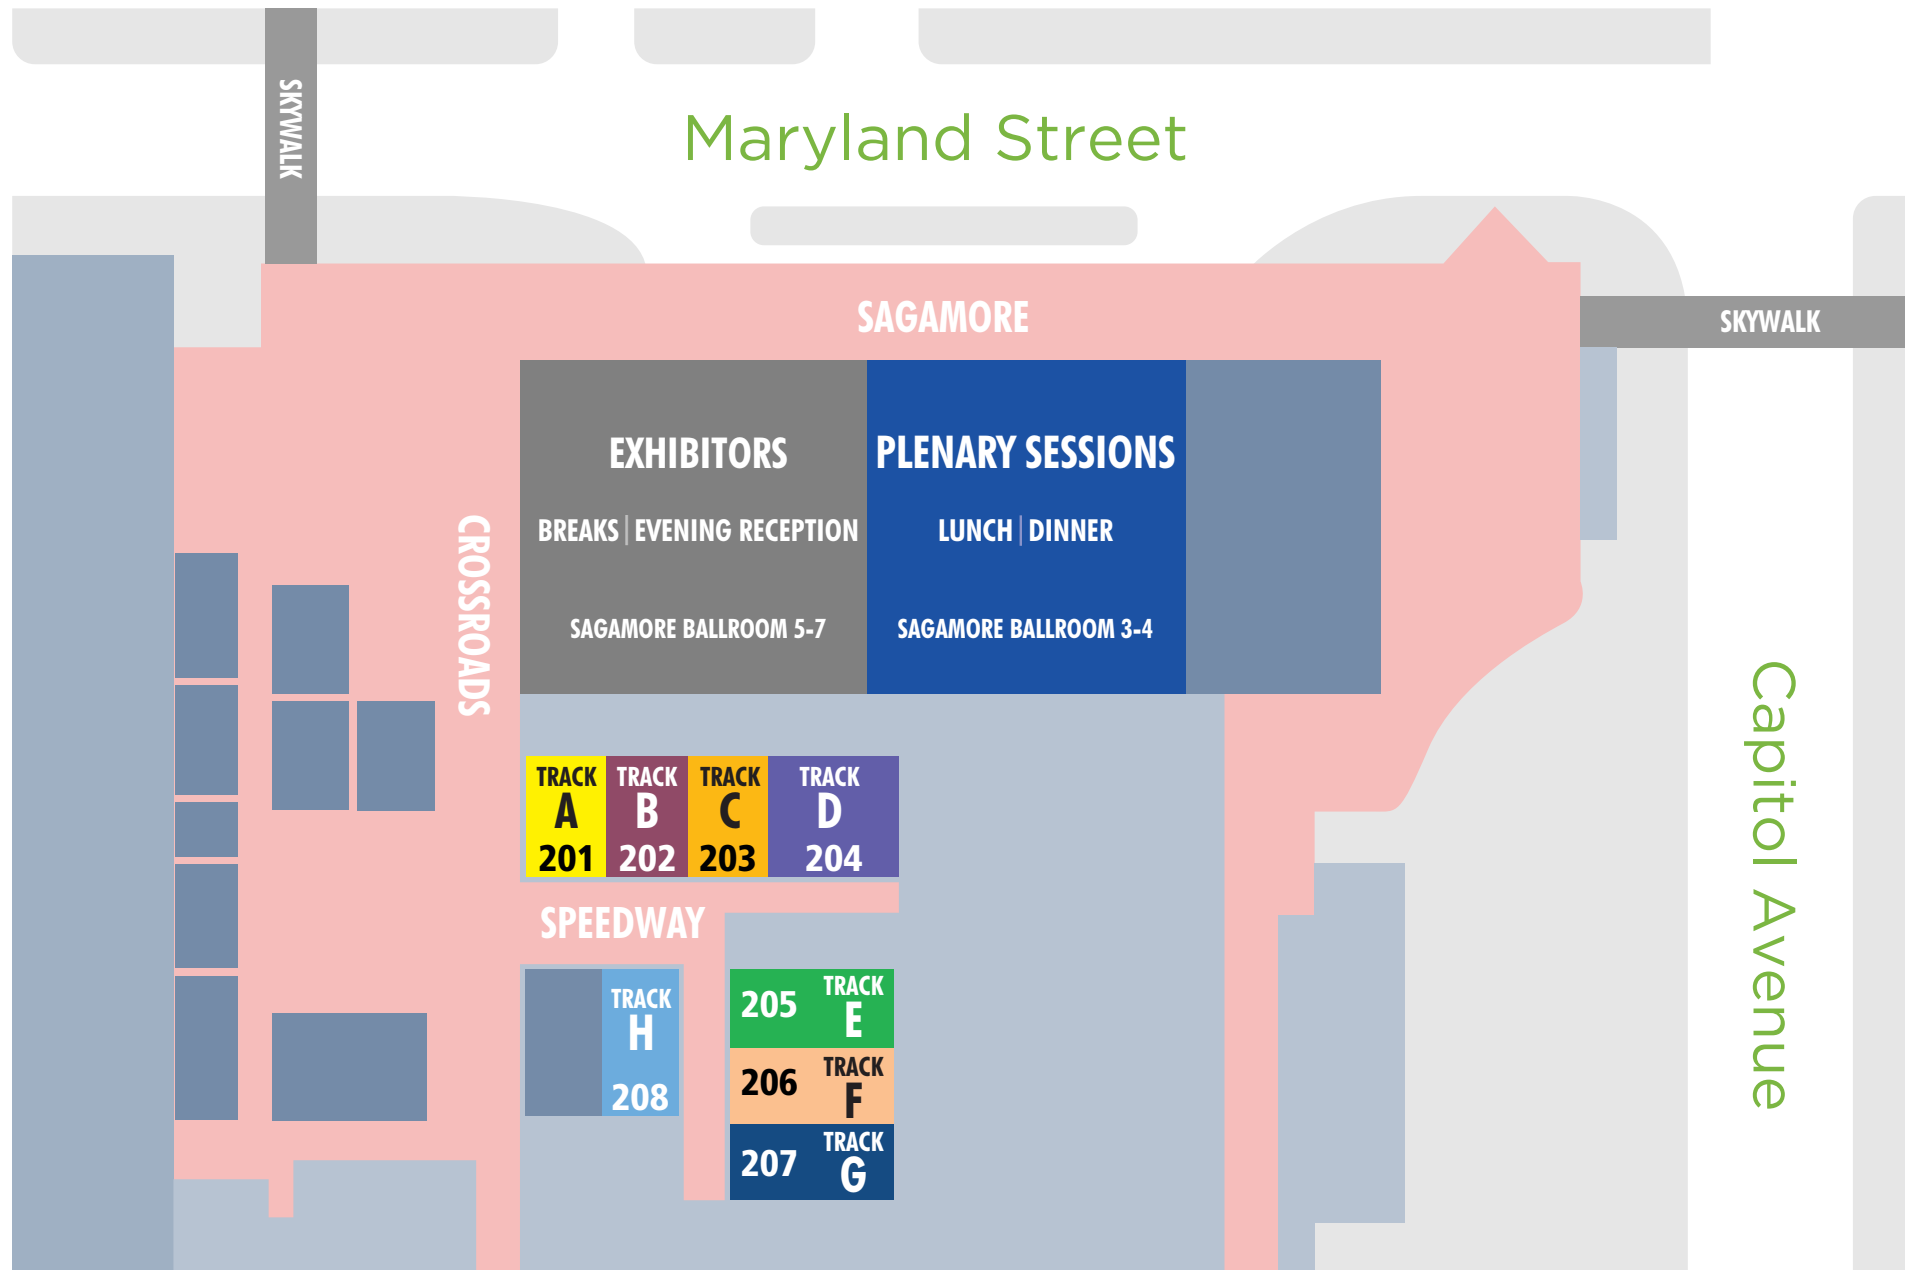 SKYWALK
Maryland Street
SAGAMORE
SKYWALK
EXHIBITORS
BREAKS | EVENING RECEPTION
SAGAMORE BALLROOM 5-7
PLENARY SESSIONS
LUNCH | DINNER
SAGAMORE BALLROOM 3-4
CROSSROADS
Capitol Avenue
TRACK
A
201
TRACK
B
202
TRACK
C
203
TRACK
D
204
SPEEDWAY
TRACK
H
208
205 TRACK
E
206 TRACK
F
207 TRACK
G